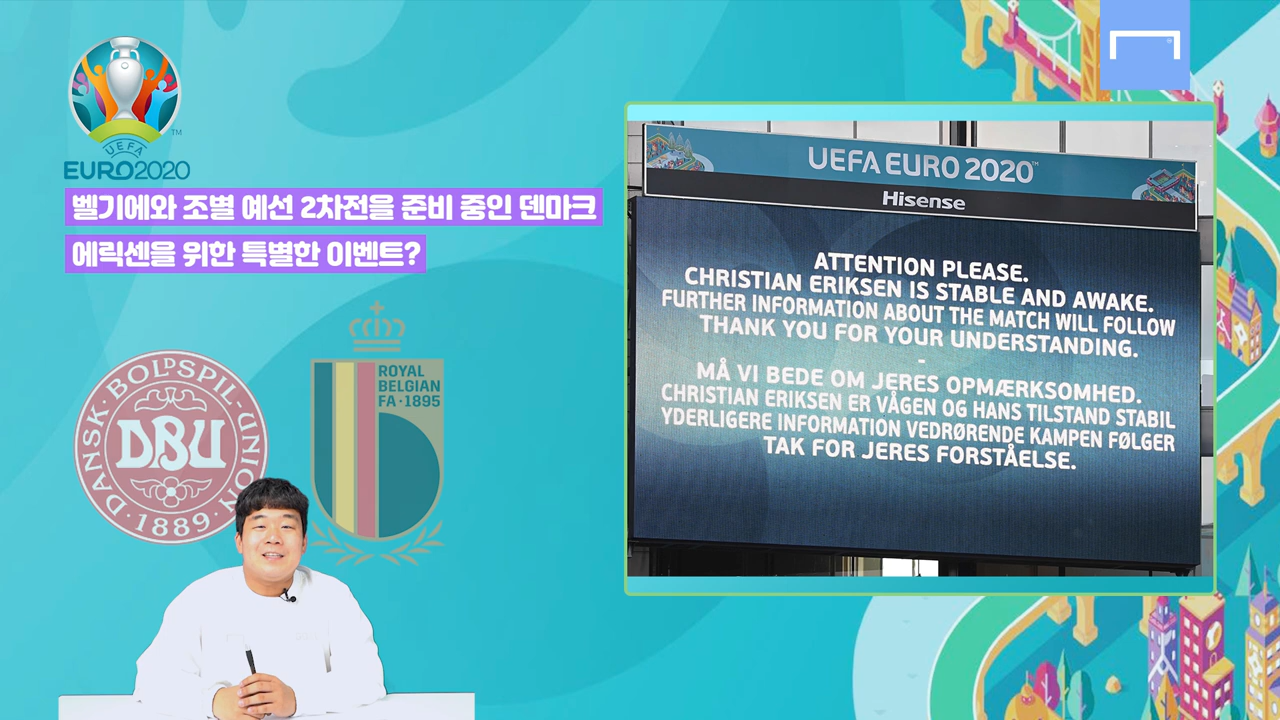 UEFA
EURO2020
TM
벨기에와 조별 예선 2차전을 준비 중인 덴마크
에릭센을 위한 특별한 이벤트?
DANSK · BOLDSPIL-UNION
DBU
· 1889 ·
ROYAL
BELGIAN
FA · 1895
UEFA EURO 2020™
Hisense
ATTENTION PLEASE.
CHRISTIAN ERIKSEN IS STABLE AND AWAKE.
FURTHER INFORMATION ABOUT THE MATCH WILL FOLLOW
THANK YOU FOR YOUR UNDERSTANDING.
-
MÅ VI BEDE OM JERES OPMÆRKSOMHED.
CHRISTIAN ERIKSEN ER VÅGEN OG HANS TILSTAND STABIL
YDERLIGERE INFORMATION VEDRØRENDE KAMPEN FØLGER
TAK FOR JERES FORSTÅELSE.